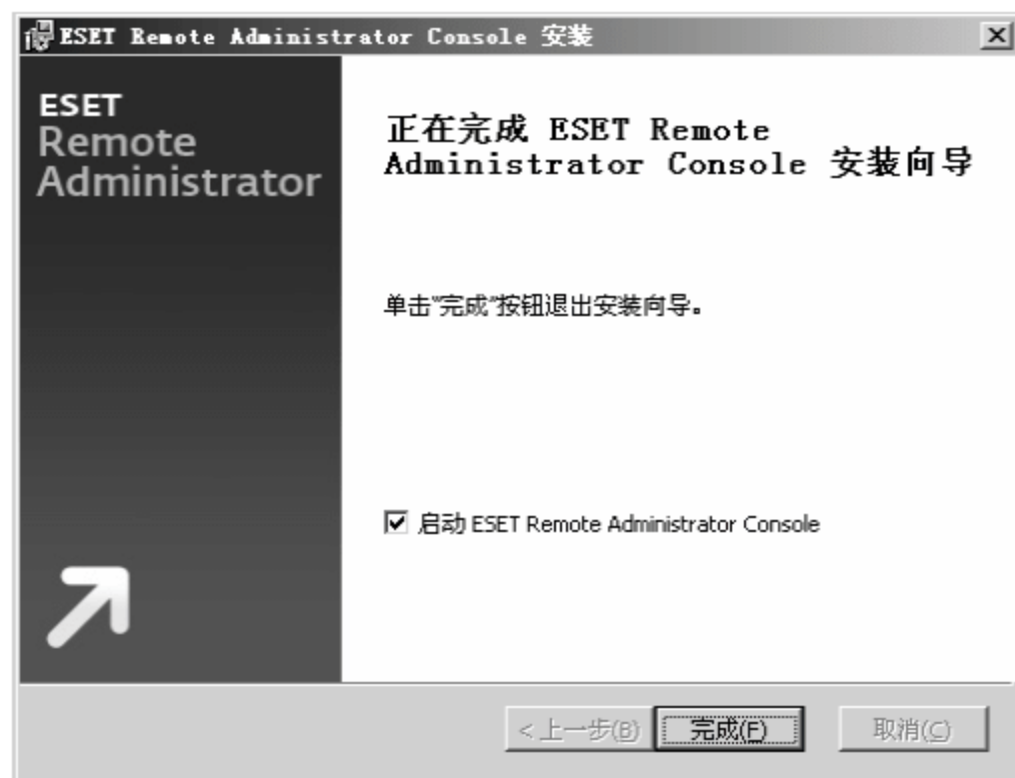 ESET Remote Administrator Console 安装
ESET
Remote
Administrator
正在完成 ESET Remote
Administrator Console 安装向导
单击"完成"按钮退出安装向导。
启动 ESET Remote Administrator Console
< 上一步(B)
完成(F)
取消(C)